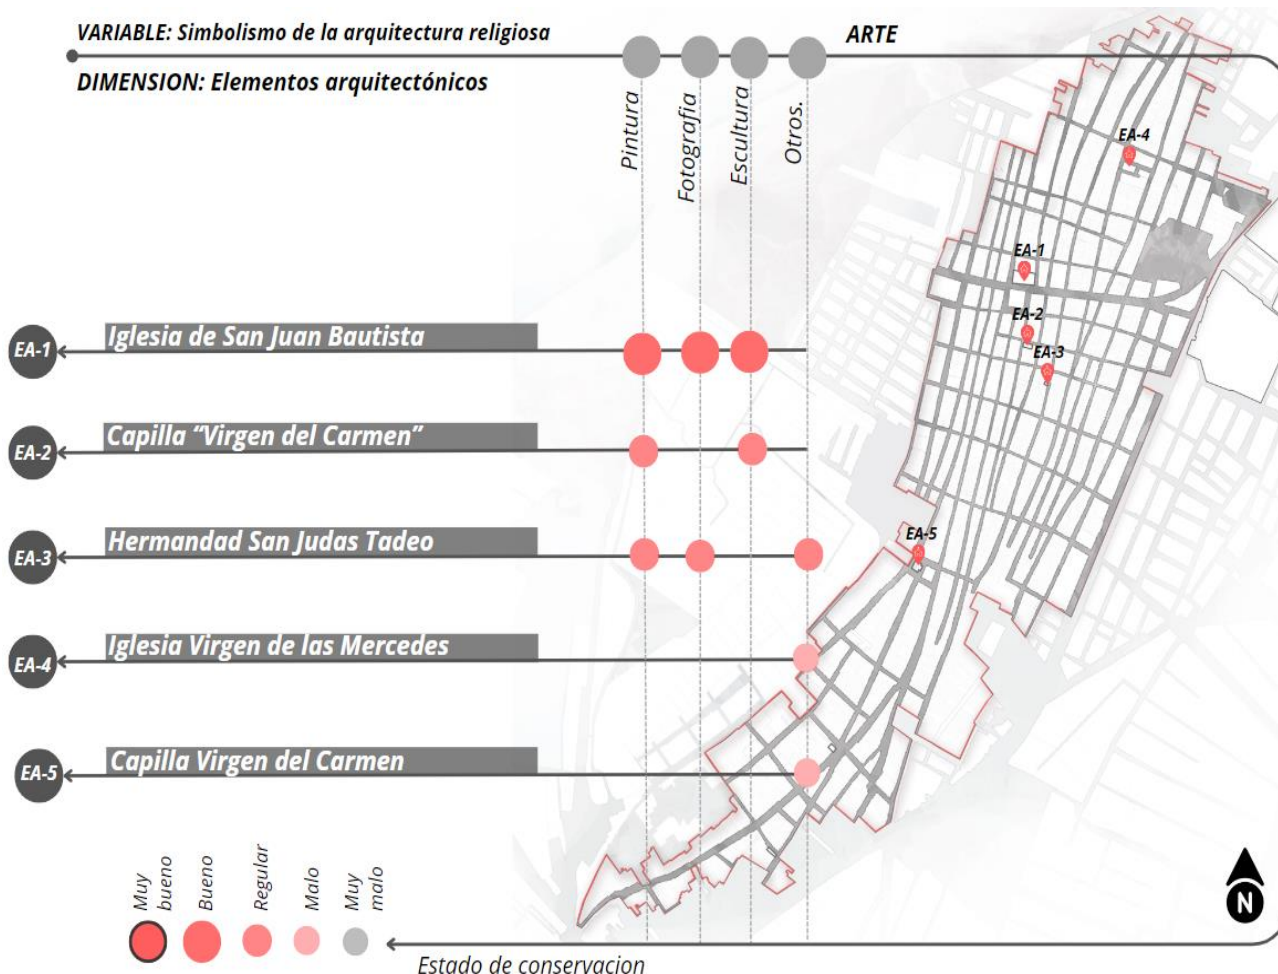 VARIABLE: Simbolismo de la arquitectura religiosa
ARTE
DIMENSION: Elementos arquitectónicos
Pintura
Fotografia
Escultura
Otros.
EA-4
EA-1
EA-2
EA-3
EA-5
EA-1
Iglesia de San Juan Bautista
EA-2
Capilla “Virgen del Carmen”
EA-3
Hermandad San Judas Tadeo
EA-4
Iglesia Virgen de las Mercedes
EA-5
Capilla Virgen del Carmen
Muy
bueno
Bueno
Regular
Malo
Muy
malo
N
Estado de conservacion